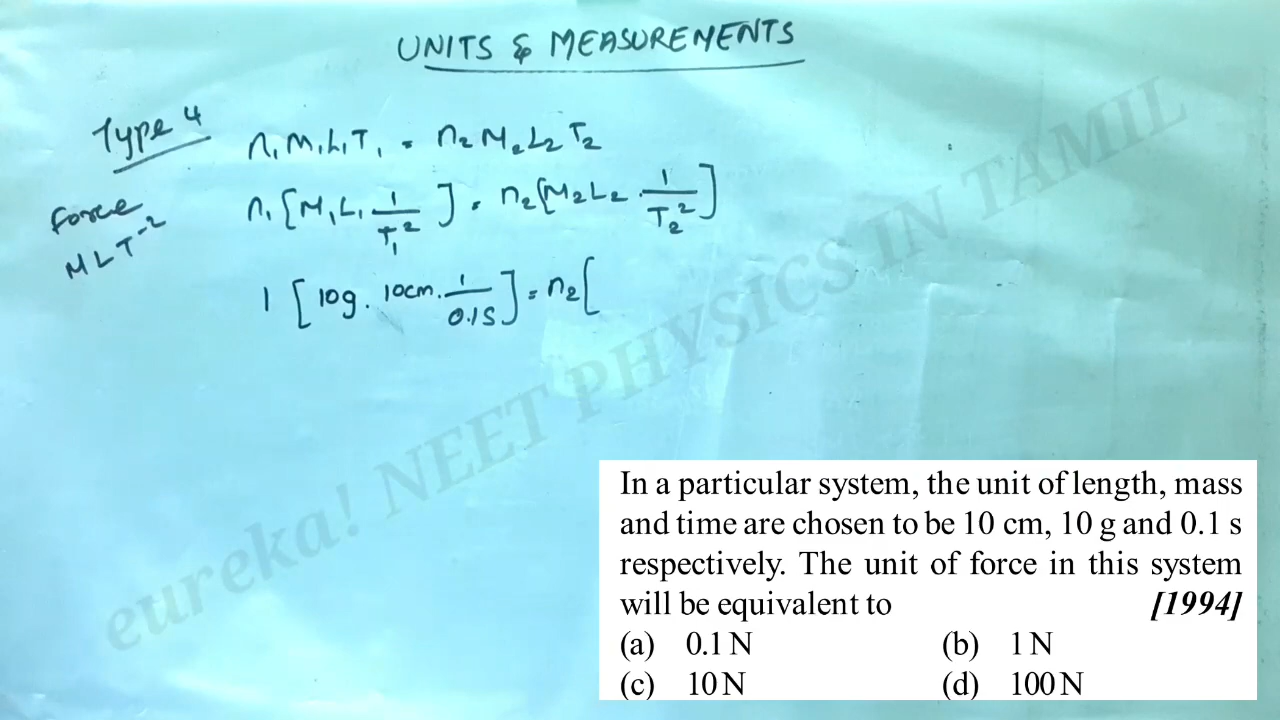 UNITS & MEASUREMENTS
Type 4
n₁M₁L₁T₁ = n₂M₂L₂T₂
Force
MLT⁻²
n₁[M₁L₁ 1/T₁²] = n₂[M₂L₂ . 1/T₂²]
1 [10g. 10cm. 1/0.1S] = n₂[
eureka! NEET PHYSICS IN TAMIL
In a particular system, the unit of length, mass
and time are chosen to be 10 cm, 10 g and 0.1 s
respectively. The unit of force in this system
will be equivalent to [1994]
(a) 0.1 N (b) 1 N
(c) 10 N (d) 100 N